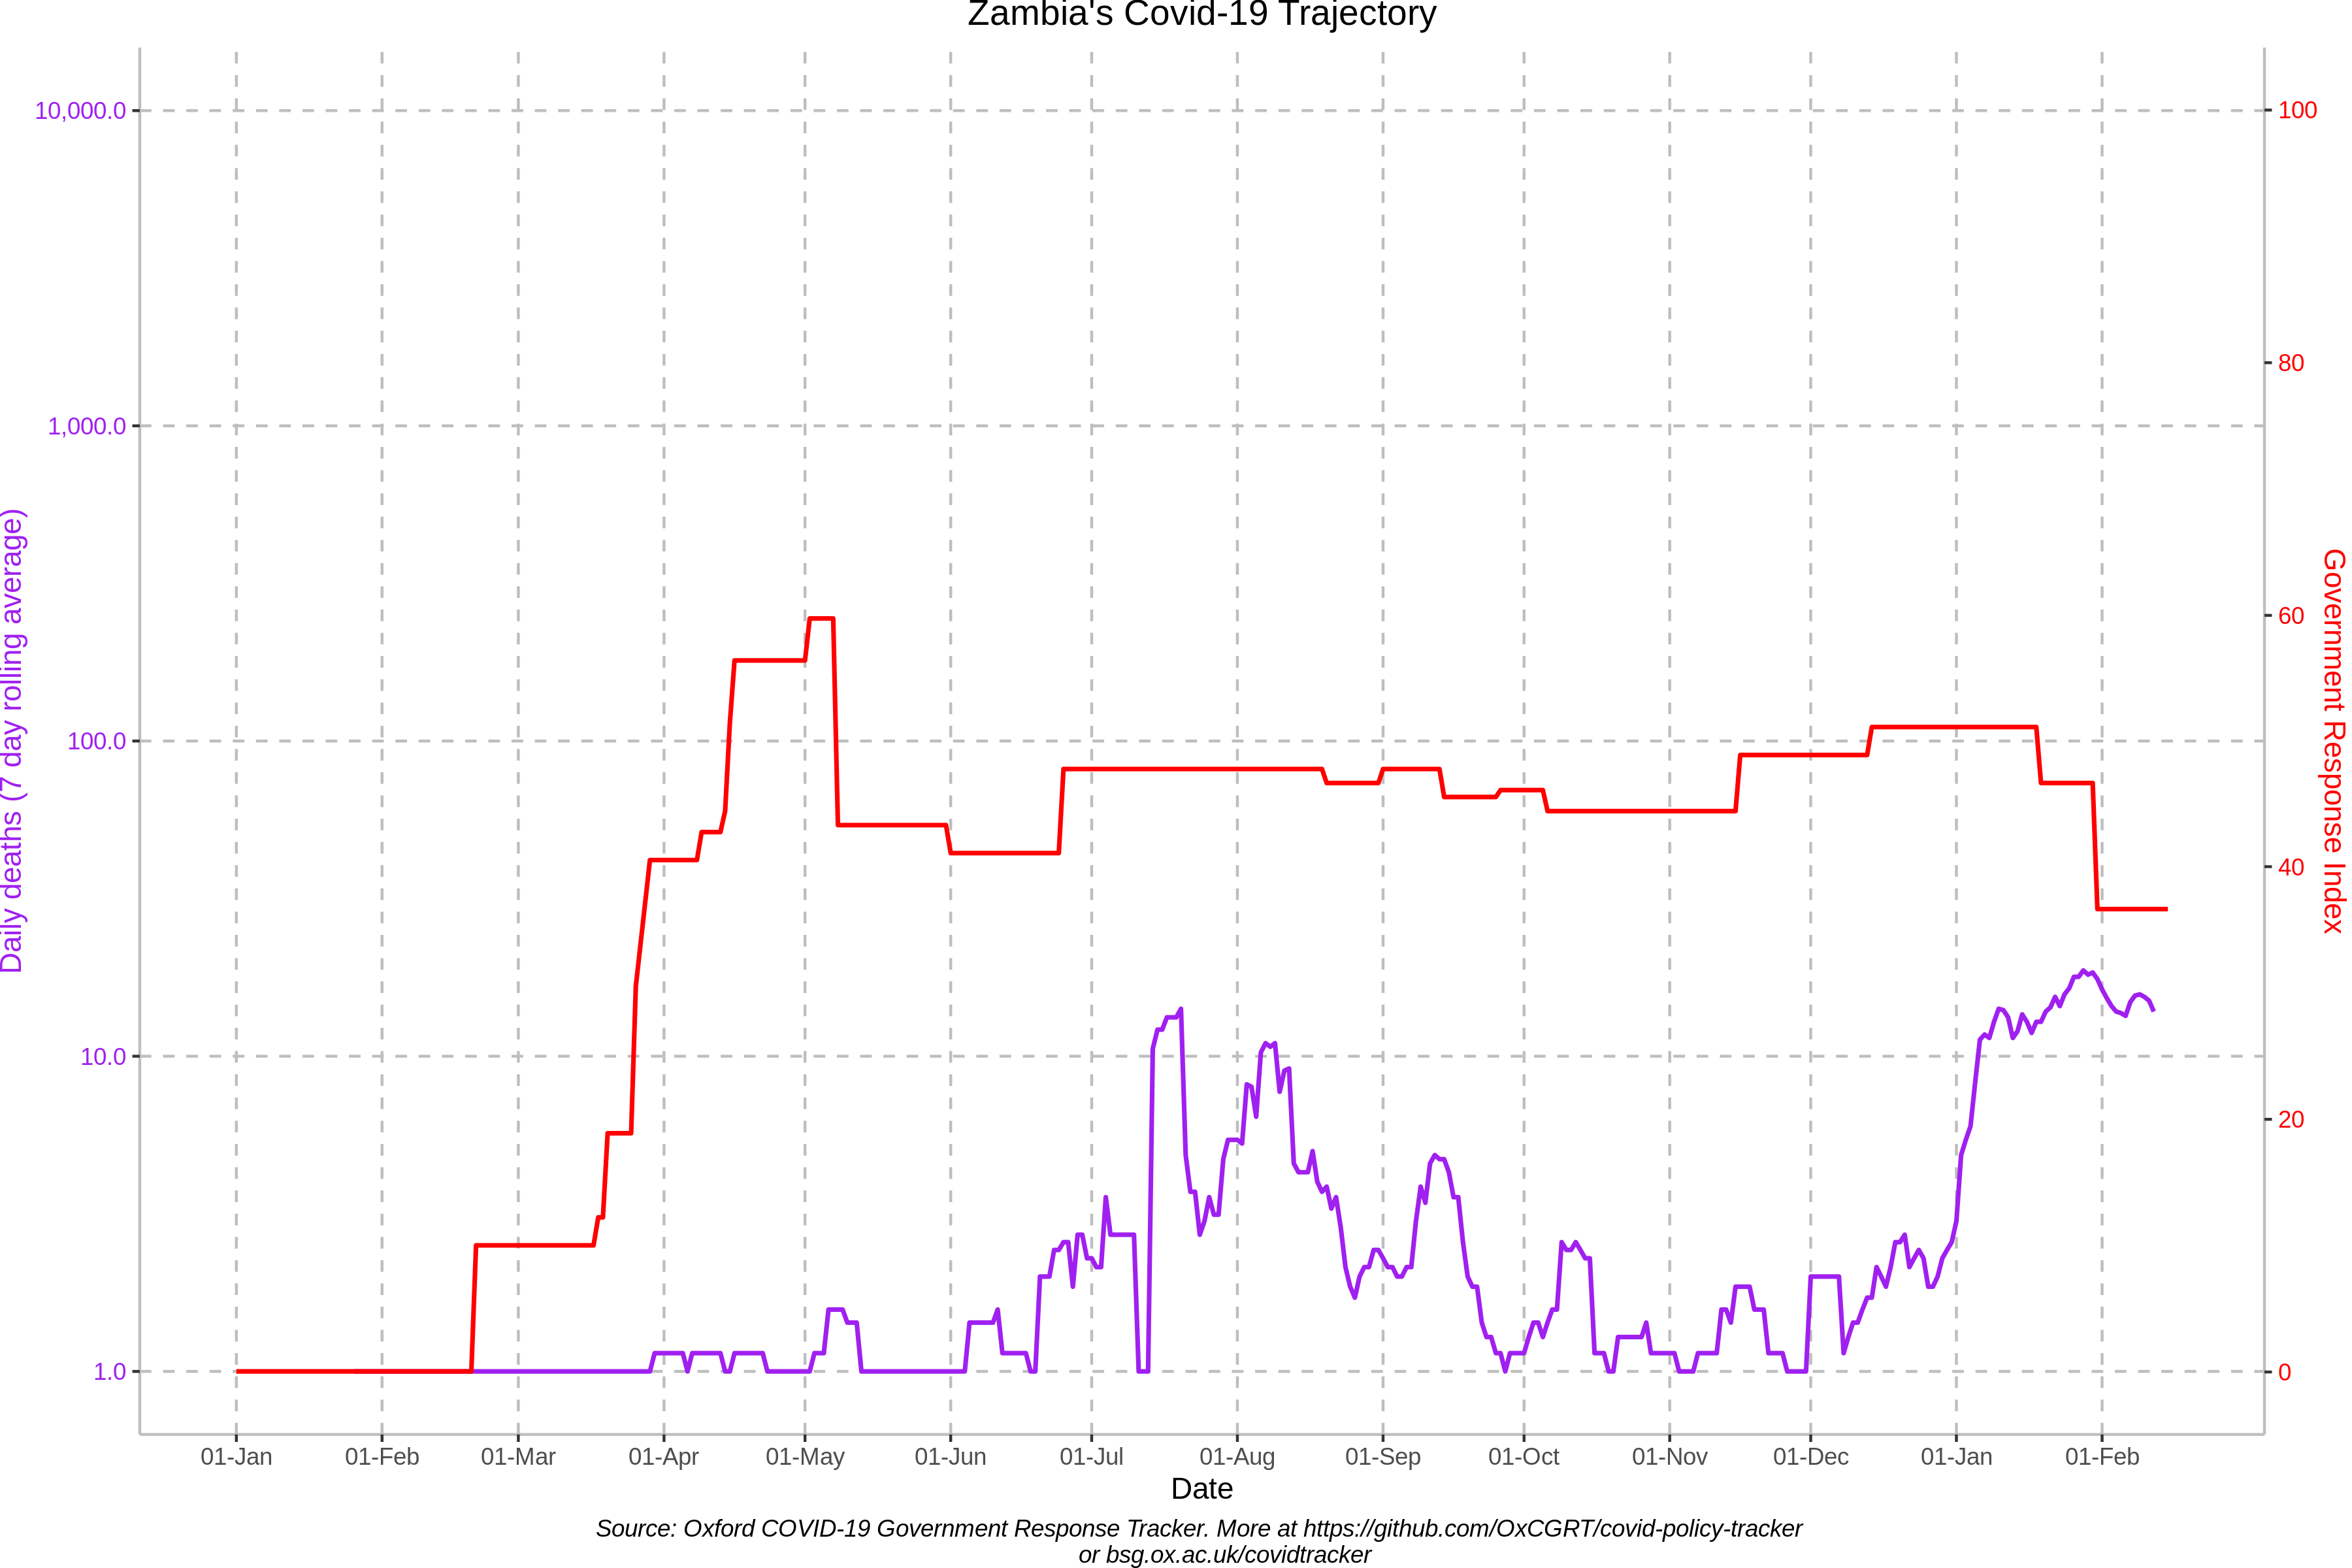 Zambia's Covid-19 Trajectory
10,000.0
1,000.0
100.0
10.0
1.0
Daily deaths (7 day rolling average)
100
80
60
40
20
0
Government Response Index
01-Jan 01-Feb 01-Mar 01-Apr 01-May 01-Jun 01-Jul 01-Aug 01-Sep 01-Oct 01-Nov 01-Dec 01-Jan 01-Feb
Date
Source: Oxford COVID-19 Government Response Tracker. More at https://github.com/OxCGRT/covid-policy-tracker
or bsg.ox.ac.uk/covidtracker